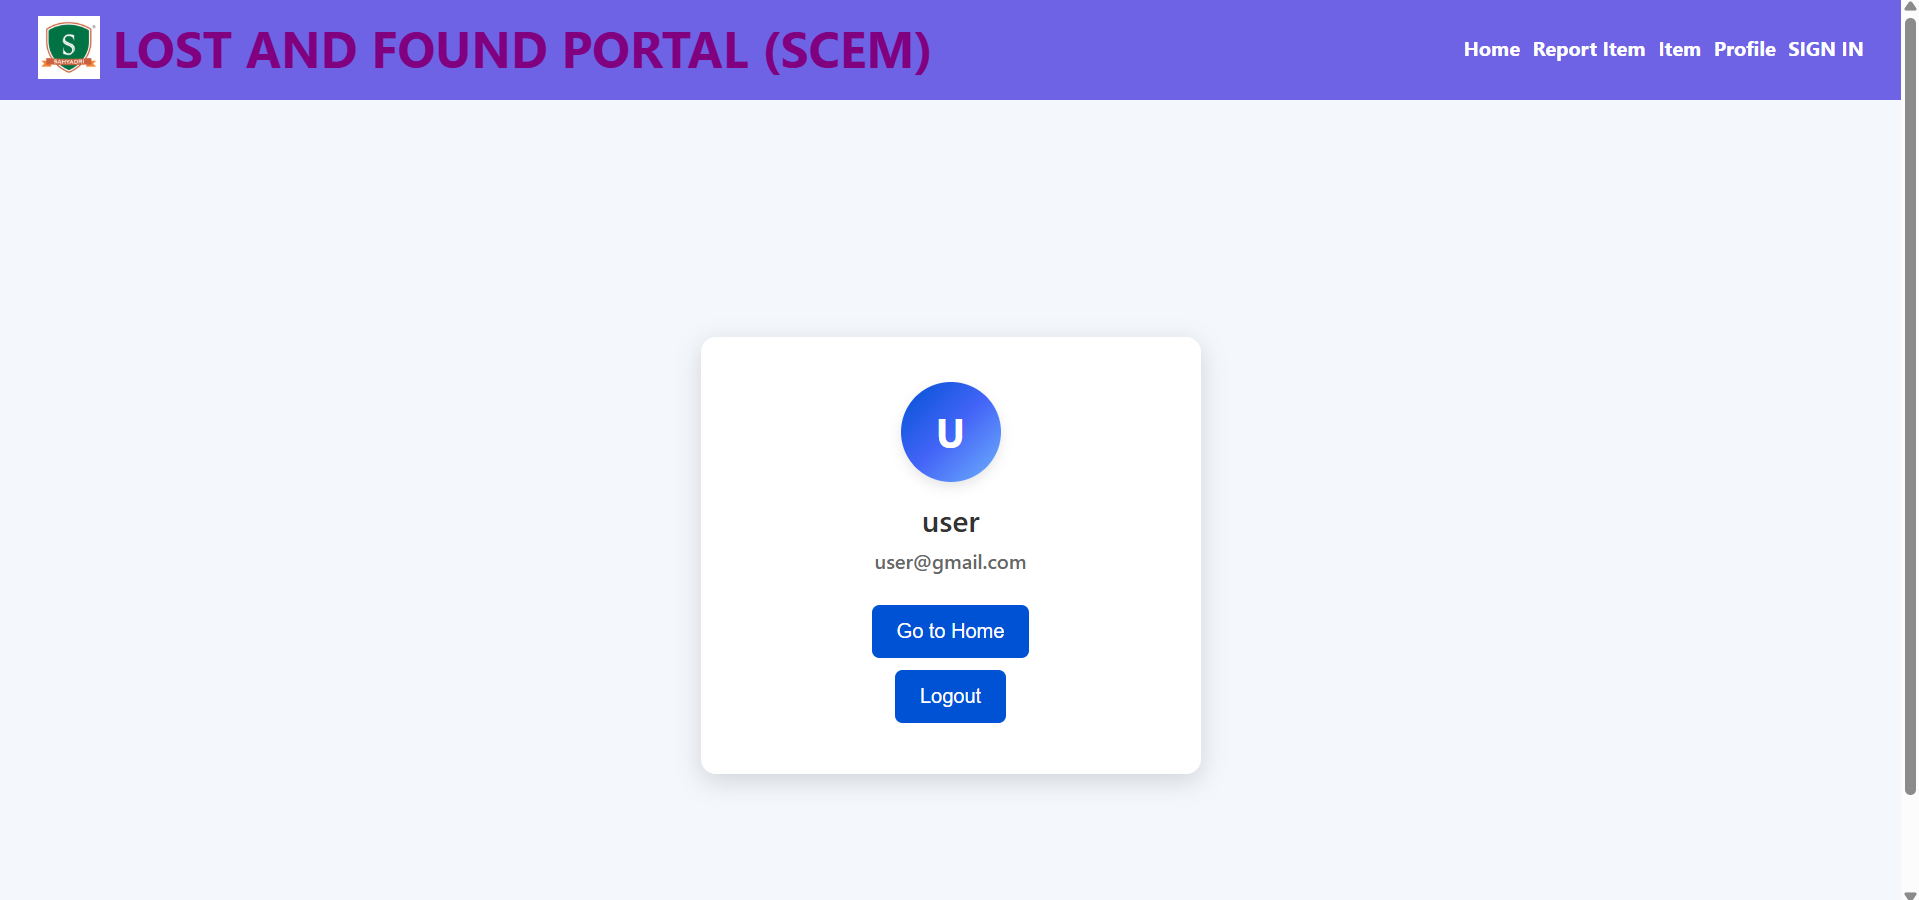 S
SAHYADRI
LOST AND FOUND PORTAL (SCEM)
Home Report Item Item Profile SIGN IN
U
user
user@gmail.com
Go to Home
Logout